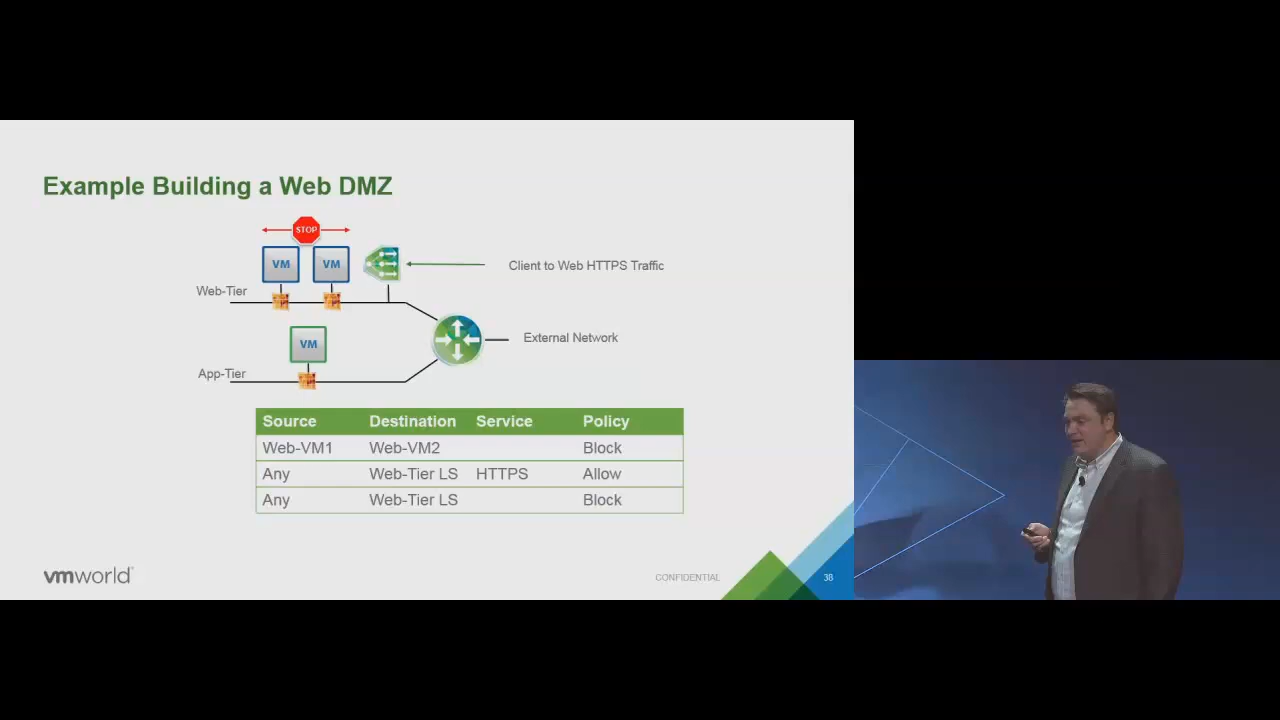 Example Building a Web DMZ
STOP
VM VM
Client to Web HTTPS Traffic
Web-Tier
VM
External Network
App-Tier
Source Destination Service Policy
Web-VM1 Web-VM2 Block
Any Web-Tier LS HTTPS Allow
Any Web-Tier LS Block
vmworld
CONFIDENTIAL
38